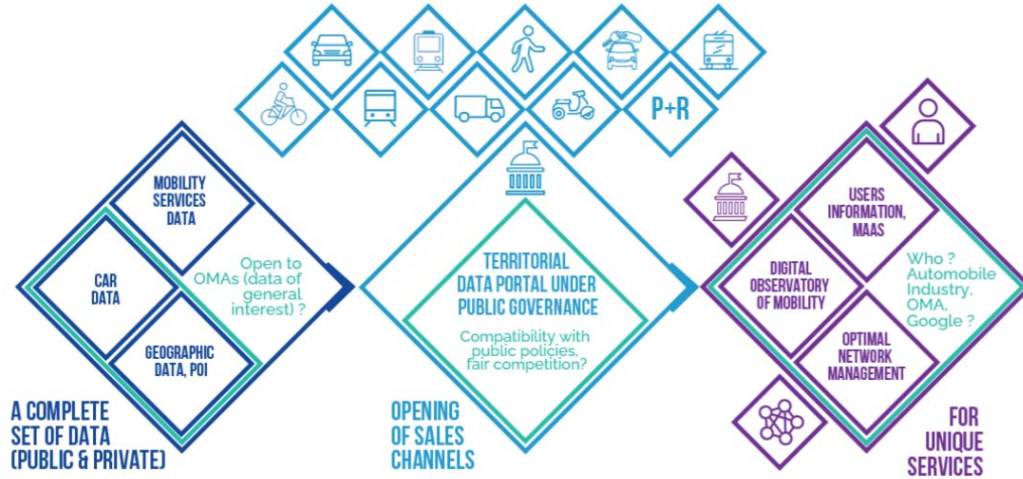 P+R
MOBILITY
SERVICES
DATA
CAR
DATA
GEOGRAPHIC
DATA, POI
Open to
OMAs (data of
general
interest) ?
A COMPLETE
SET OF DATA
(PUBLIC & PRIVATE)
TERRITORIAL
DATA PORTAL UNDER
PUBLIC GOVERNANCE
Compatibility with
public policies,
fair competition?
OPENING
OF SALES
CHANNELS
USERS
INFORMATION,
MAAS
DIGITAL
OBSERVATORY
OF MOBILITY
OPTIMAL
NETWORK
MANAGEMENT
Who ?
Automobile
Industry,
OMA,
Google ?
FOR
UNIQUE
SERVICES